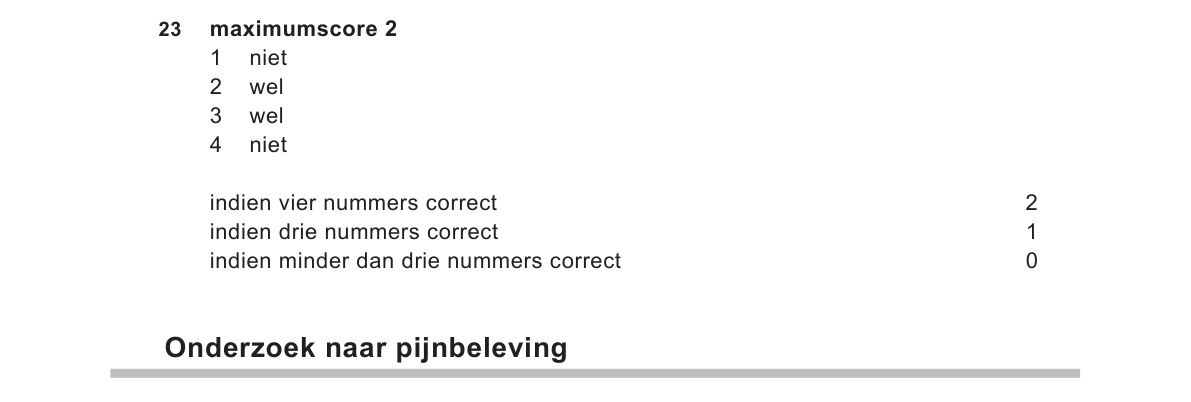 23 maximumscore 2
1 niet
2 wel
3 wel
4 niet
indien vier nummers correct 2
indien drie nummers correct 1
indien minder dan drie nummers correct 0
Onderzoek naar pijnbeleving